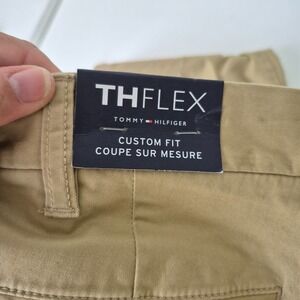 THFLEX
TOMMY HILFIGER
CUSTOM FIT
COUPE SUR MESURE